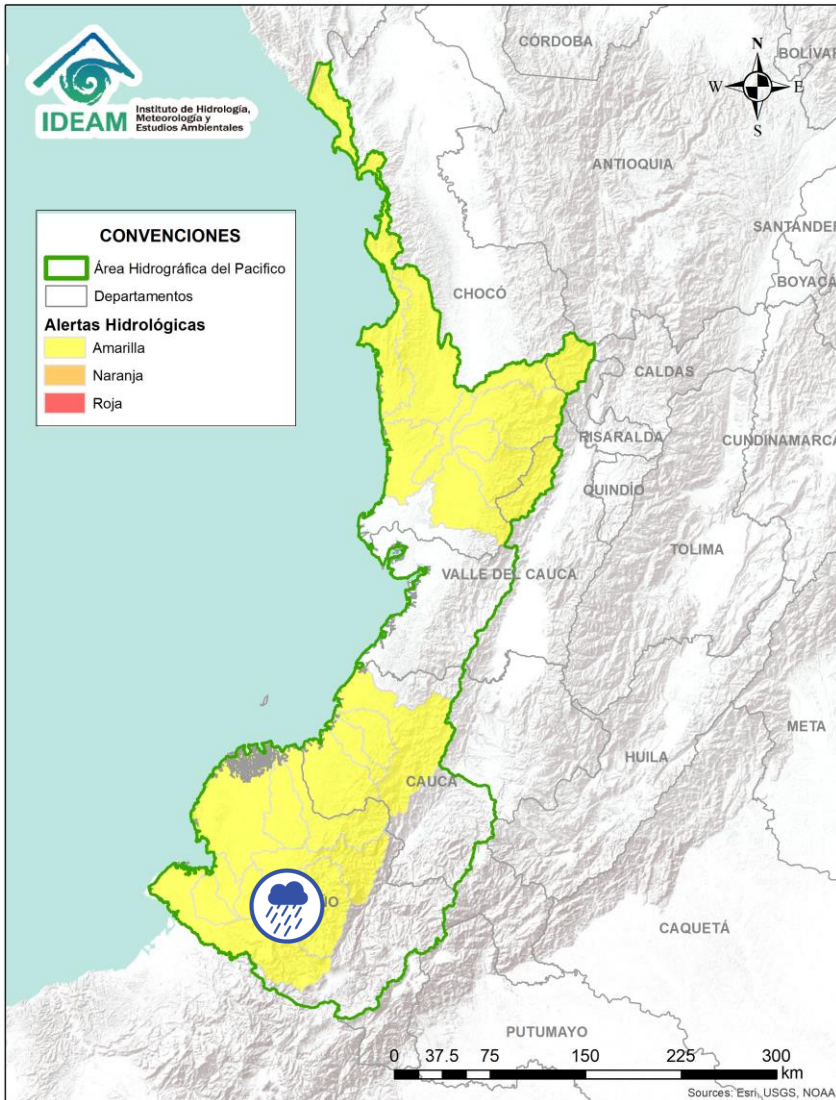 CÓRDOBA
BOLÍVAR
IDEAM
Instituto de Hidrología,
Meteorología y
Estudios Ambientales
N
W
E
S
ANTIOQUIA
SANTANDER
CONVENCIONES
Área Hidrográfica del Pacifico
Departamentos
Alertas Hidrológicas
Amarilla
Naranja
Roja
BOYACÁ
CHOCÓ
CALDAS
RISARALDA
CUNDINAMARCA
QUINDÍO
TOLIMA
VALLE DEL CAUCA
META
HUILA
CAUCA
ÑO
CAQUETÁ
PUTUMAYO
0 37.5 75 150 225 300
km
Sources: Esri, USGS, NOAA